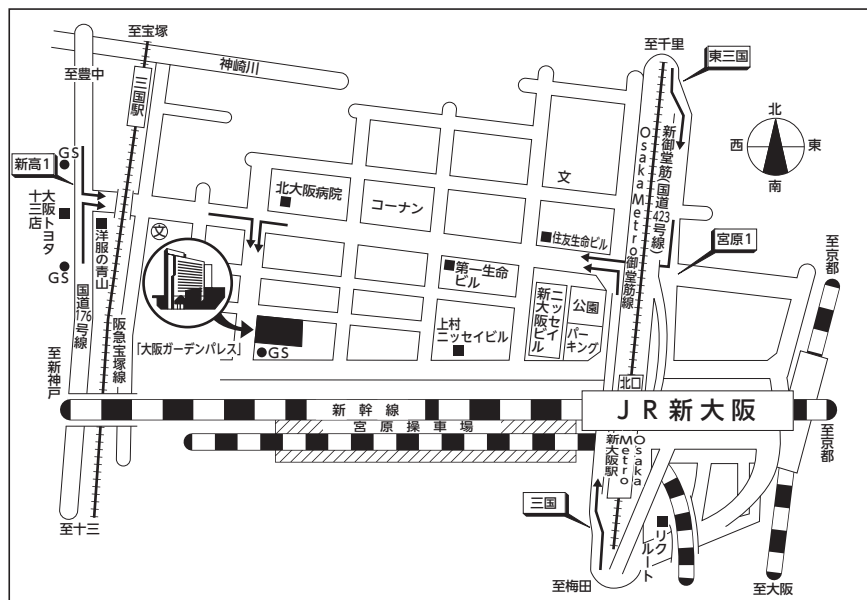 至宝塚
至豊中
神崎川
三国駅
至千里
東三国
北
西
東
南
新御堂筋(国道423号線)
Osaka Metro御堂筋線
GS
新高1
大阪トヨタ
十三店
洋服の青山
文
GS
国道176号線
阪急宝塚線
北大阪病院
コーナン
文
住友生命ビル
宮原1
第一生命
ビル
ニッセイ
新大阪ビル
公園
パー
キング
上村
ニッセイビル
「大阪ガーデンパレス」
GS
至京都
至新神戸
北口
新幹線
JR新大阪
宮原操車場
Osaka
Metro
新大阪駅
至京都
三国
リク
ルート
至十三
至梅田
至大阪